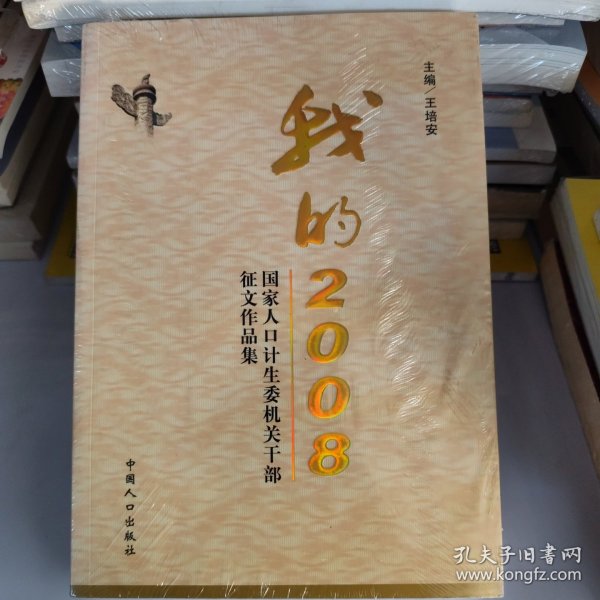 主编/王培安
我的2008
国家人口计生委机关干部
征文作品集
中国人口出版社
孔夫子旧书网
www.kongfz.com